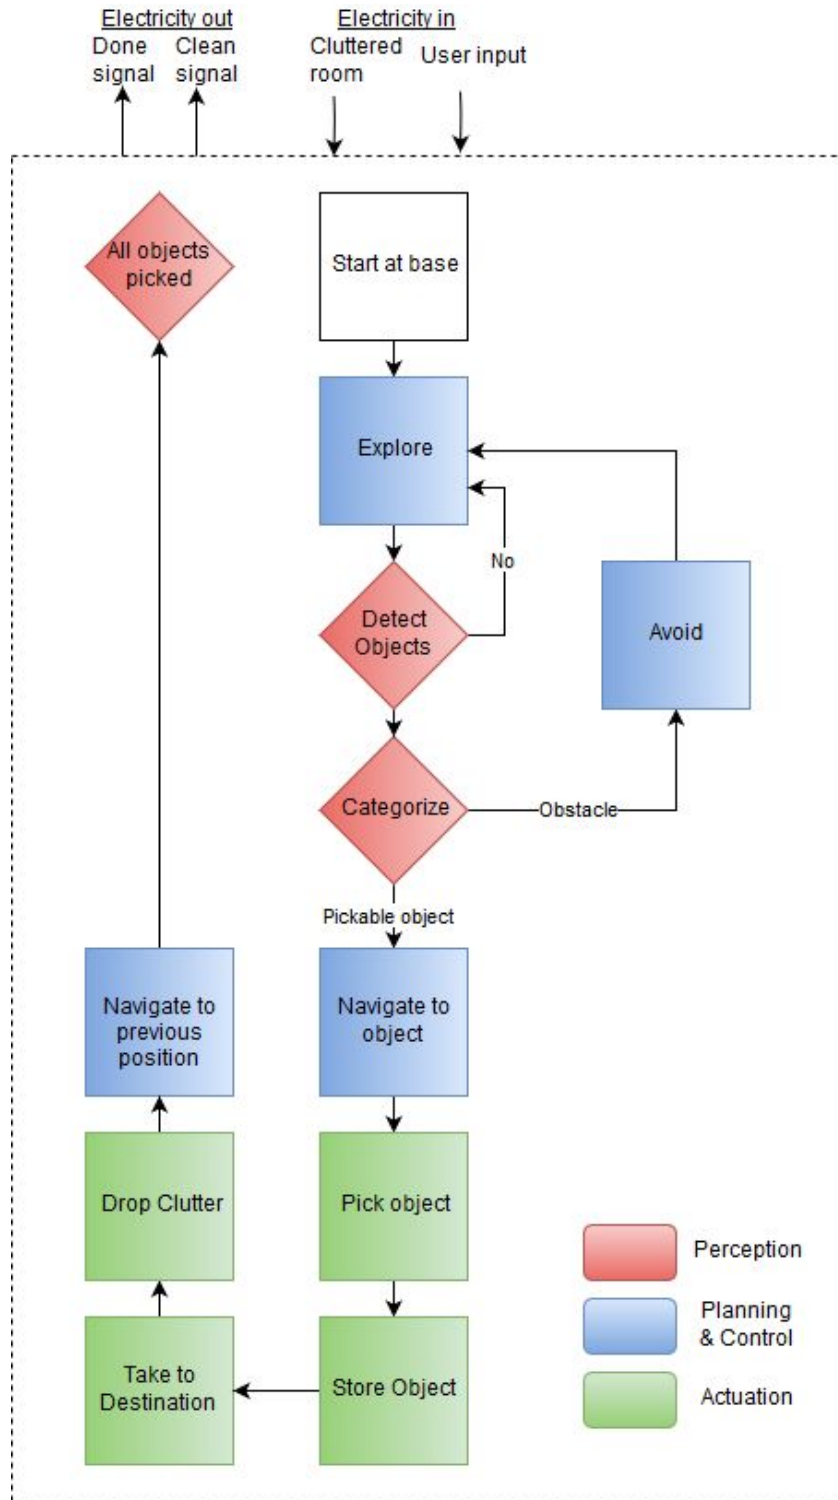 Electricity out
Electricity in
Done
signal
Clean
signal
Cluttered
room
User input
All objects
picked
Start at base
Explore
No
Detect
Objects
Avoid
Categorize
Obstacle
Pickable object
Navigate to
previous
position
Navigate to
object
Drop Clutter
Pick object
Take to
Destination
Store Object
Perception
Planning
& Control
Actuation